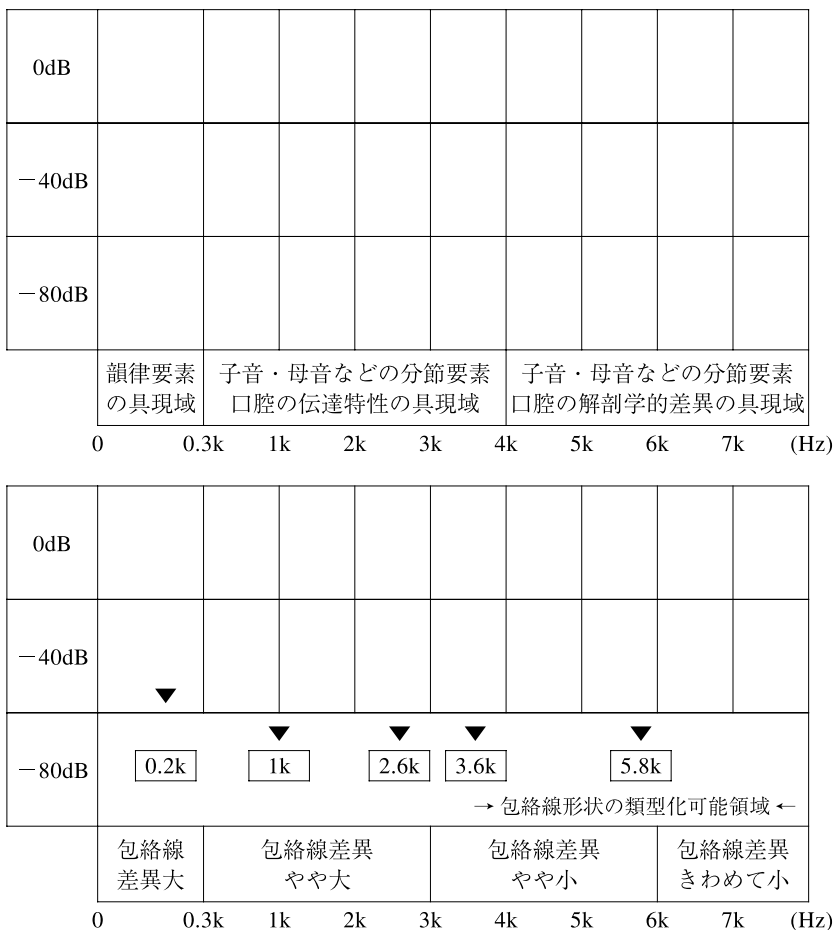 0dB
−40dB
−80dB
韻律要素 子音・母音などの分節要素 子音・母音などの分節要素
の具現域 口腔の伝達特性の具現域 口腔の解剖学的差異の具現域
0 0.3k 1k 2k 3k 4k 5k 6k 7k (Hz)
0dB
−40dB
−80dB 0.2k 1k 2.6k 3.6k 5.8k
→ 包絡線形状の類型化可能領域 ←
包絡線 包絡線差異 包絡線差異 包絡線差異
差異大 やや大 やや小 きわめて小
0 0.3k 1k 2k 3k 4k 5k 6k 7k (Hz)